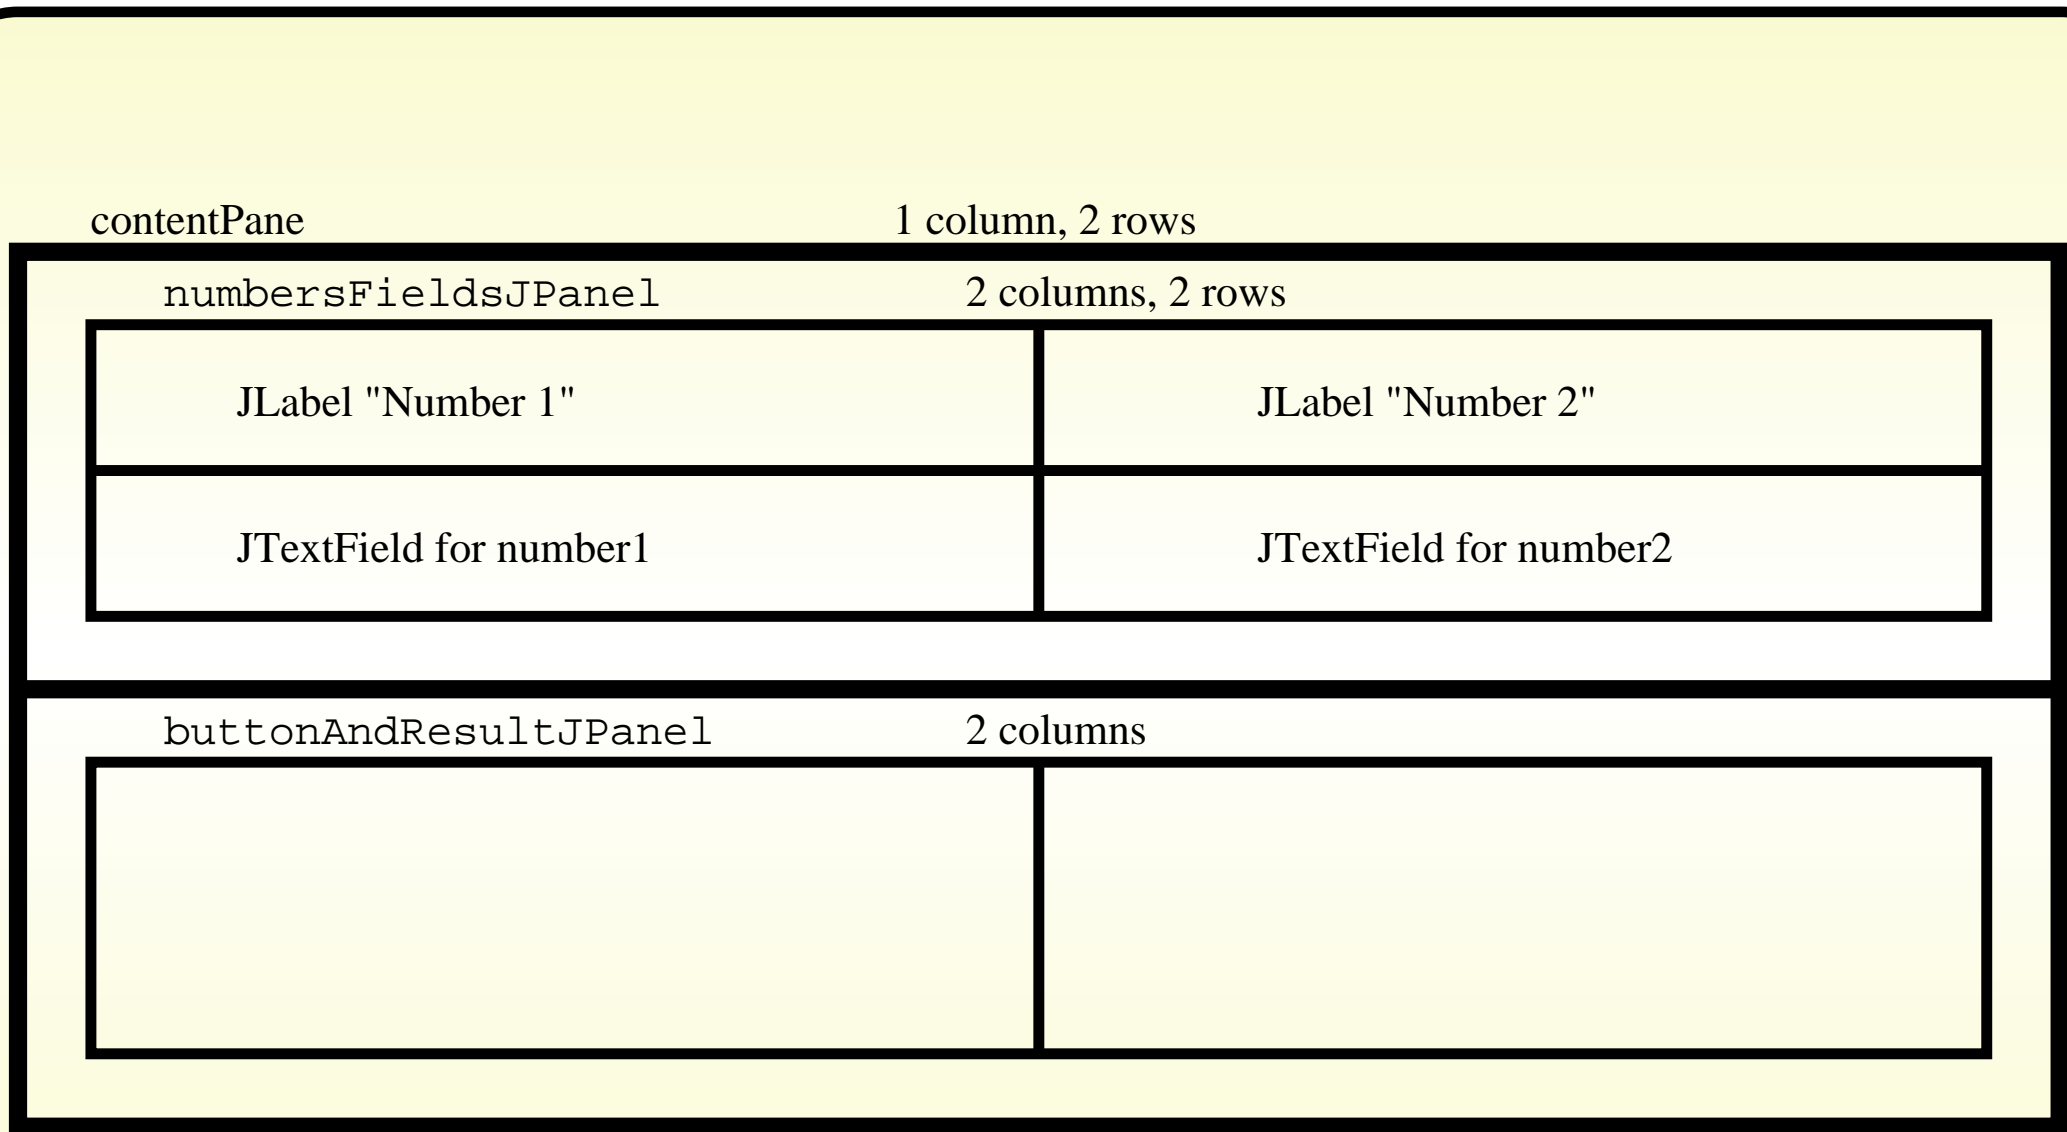 contentPane 1 column, 2 rows
numbersFieldsJPanel 2 columns, 2 rows
JLabel "Number 1" JLabel "Number 2"
JTextField for number1 JTextField for number2
buttonAndResultJPanel 2 columns